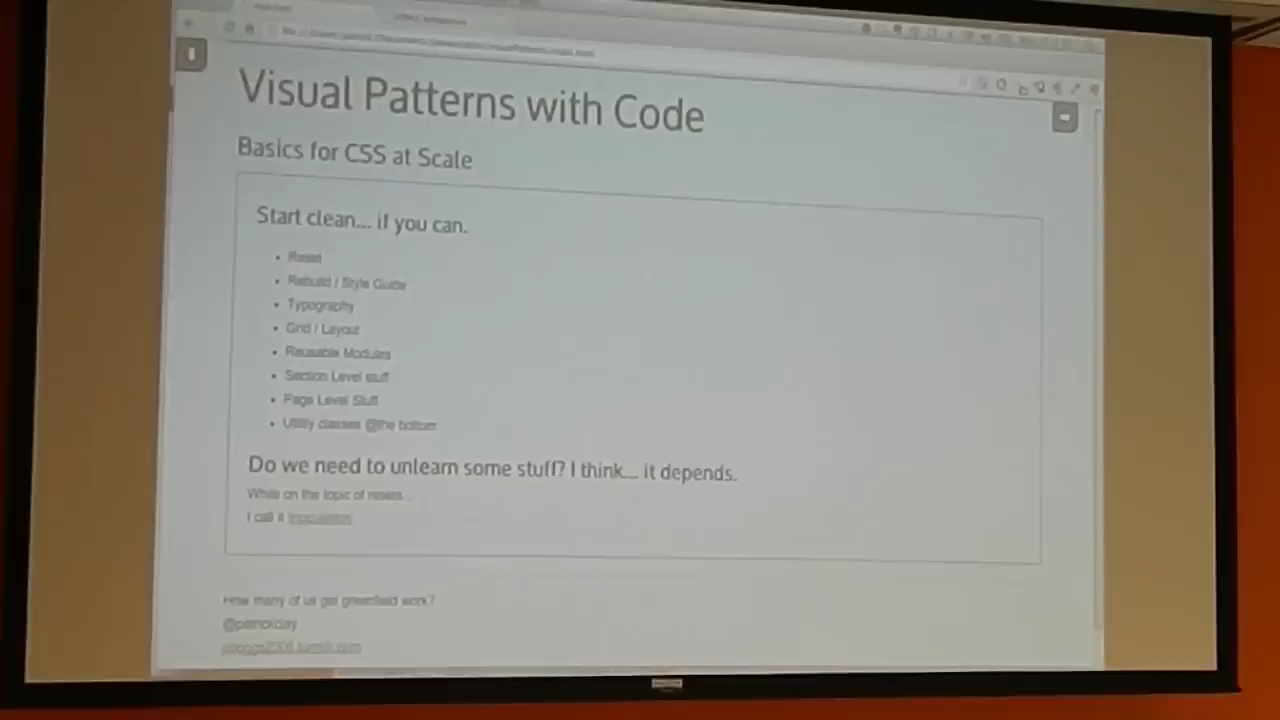 Visual Patterns with Code
Basics for CSS at Scale
Start clean... if you can.
• Reset
• Rebuild / Style Guide
• Typography
• Grid / Layout
• Reusable Modules
• Section Level stuff
• Page Level Stuff
• Utility classes @the bottom
Do we need to unlearn some stuff? I think... it depends.
While on the topic of resets...
I call it
How many of us get greenfield work?
@patrickclay